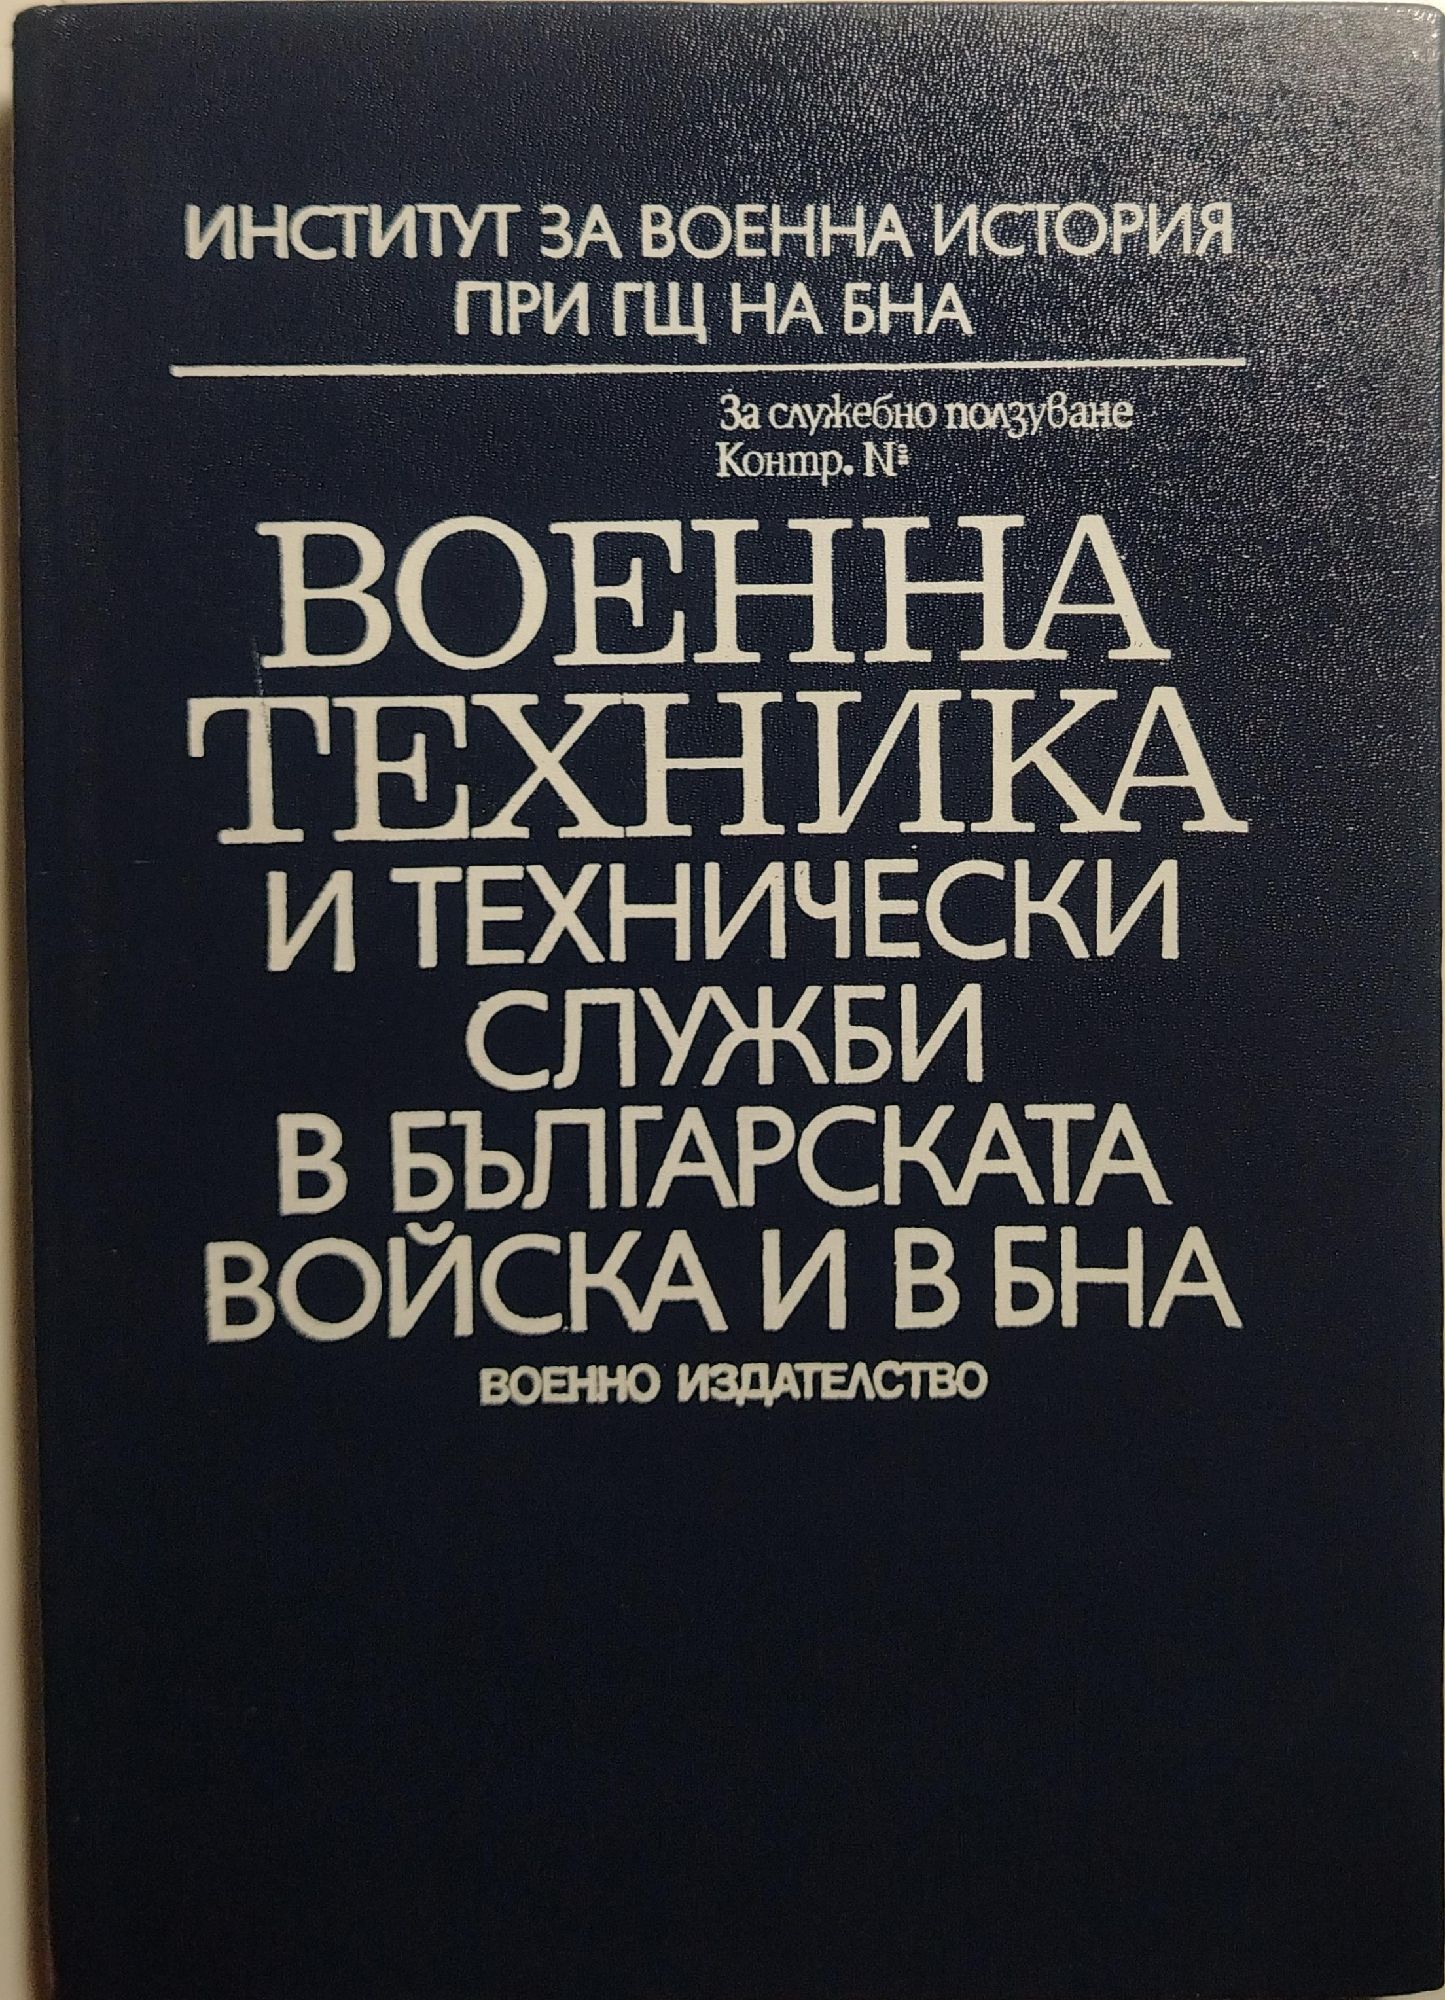 ИНСТИТУТ ЗА ВОЕННА ИСТОРИЯ
ПРИ ГЩ НА БНА
За служебно ползуване
Контр. №
ВОЕННА
ТЕХНИКА
И ТЕХНИЧЕСКИ
СЛУЖБИ
В БЪЛГАРСКАТА
ВОЙСКА И В БНА
ВОЕННО ИЗДАТЕЛСТВО